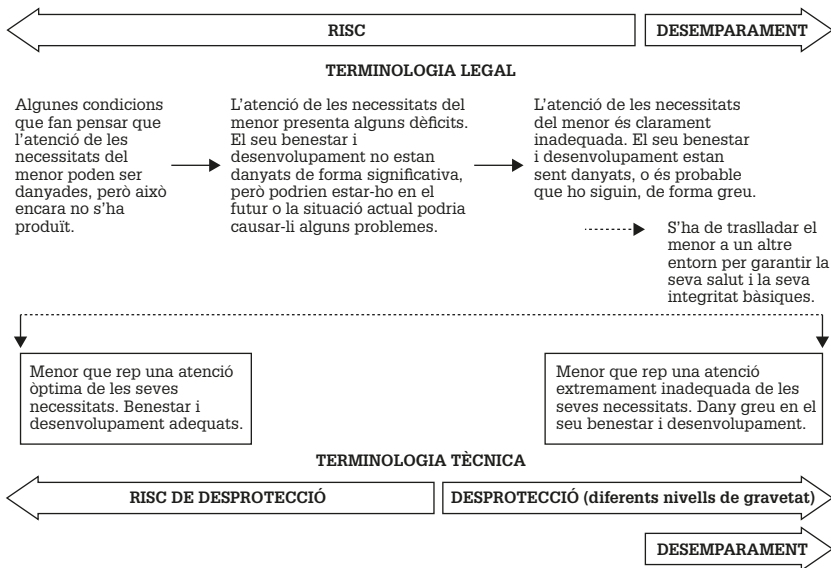 RISC
DESEMPARAMENT
TERMINOLOGIA LEGAL
Algunes condicions
que fan pensar que
l’atenció de les
necessitats del
menor poden ser
danyades, però això
encara no s’ha
produït.
L’atenció de les necessitats del
menor presenta alguns dèficits.
El seu benestar i
desenvolupament no estan
danyats de forma significativa,
però podrien estar-ho en el
futur o la situació actual podria
causar-li alguns problemes.
L’atenció de les necessitats
del menor és clarament
inadequada. El seu benestar
i desenvolupament estan
sent danyats, o és probable
que ho siguin, de forma greu.
S’ha de traslladar el
menor a un altre
entorn per garantir la
seva salut i la seva
integritat bàsiques.
Menor que rep una atenció
òptima de les seves
necessitats. Benestar i
desenvolupament adequats.
Menor que rep una atenció
extremament inadequada de les
seves necessitats. Dany greu en el
seu benestar i desenvolupament.
TERMINOLOGIA TÈCNICA
RISC DE DESPROTECCIÓ
DESPROTECCIÓ (diferents nivells de gravetat)
DESEMPARAMENT